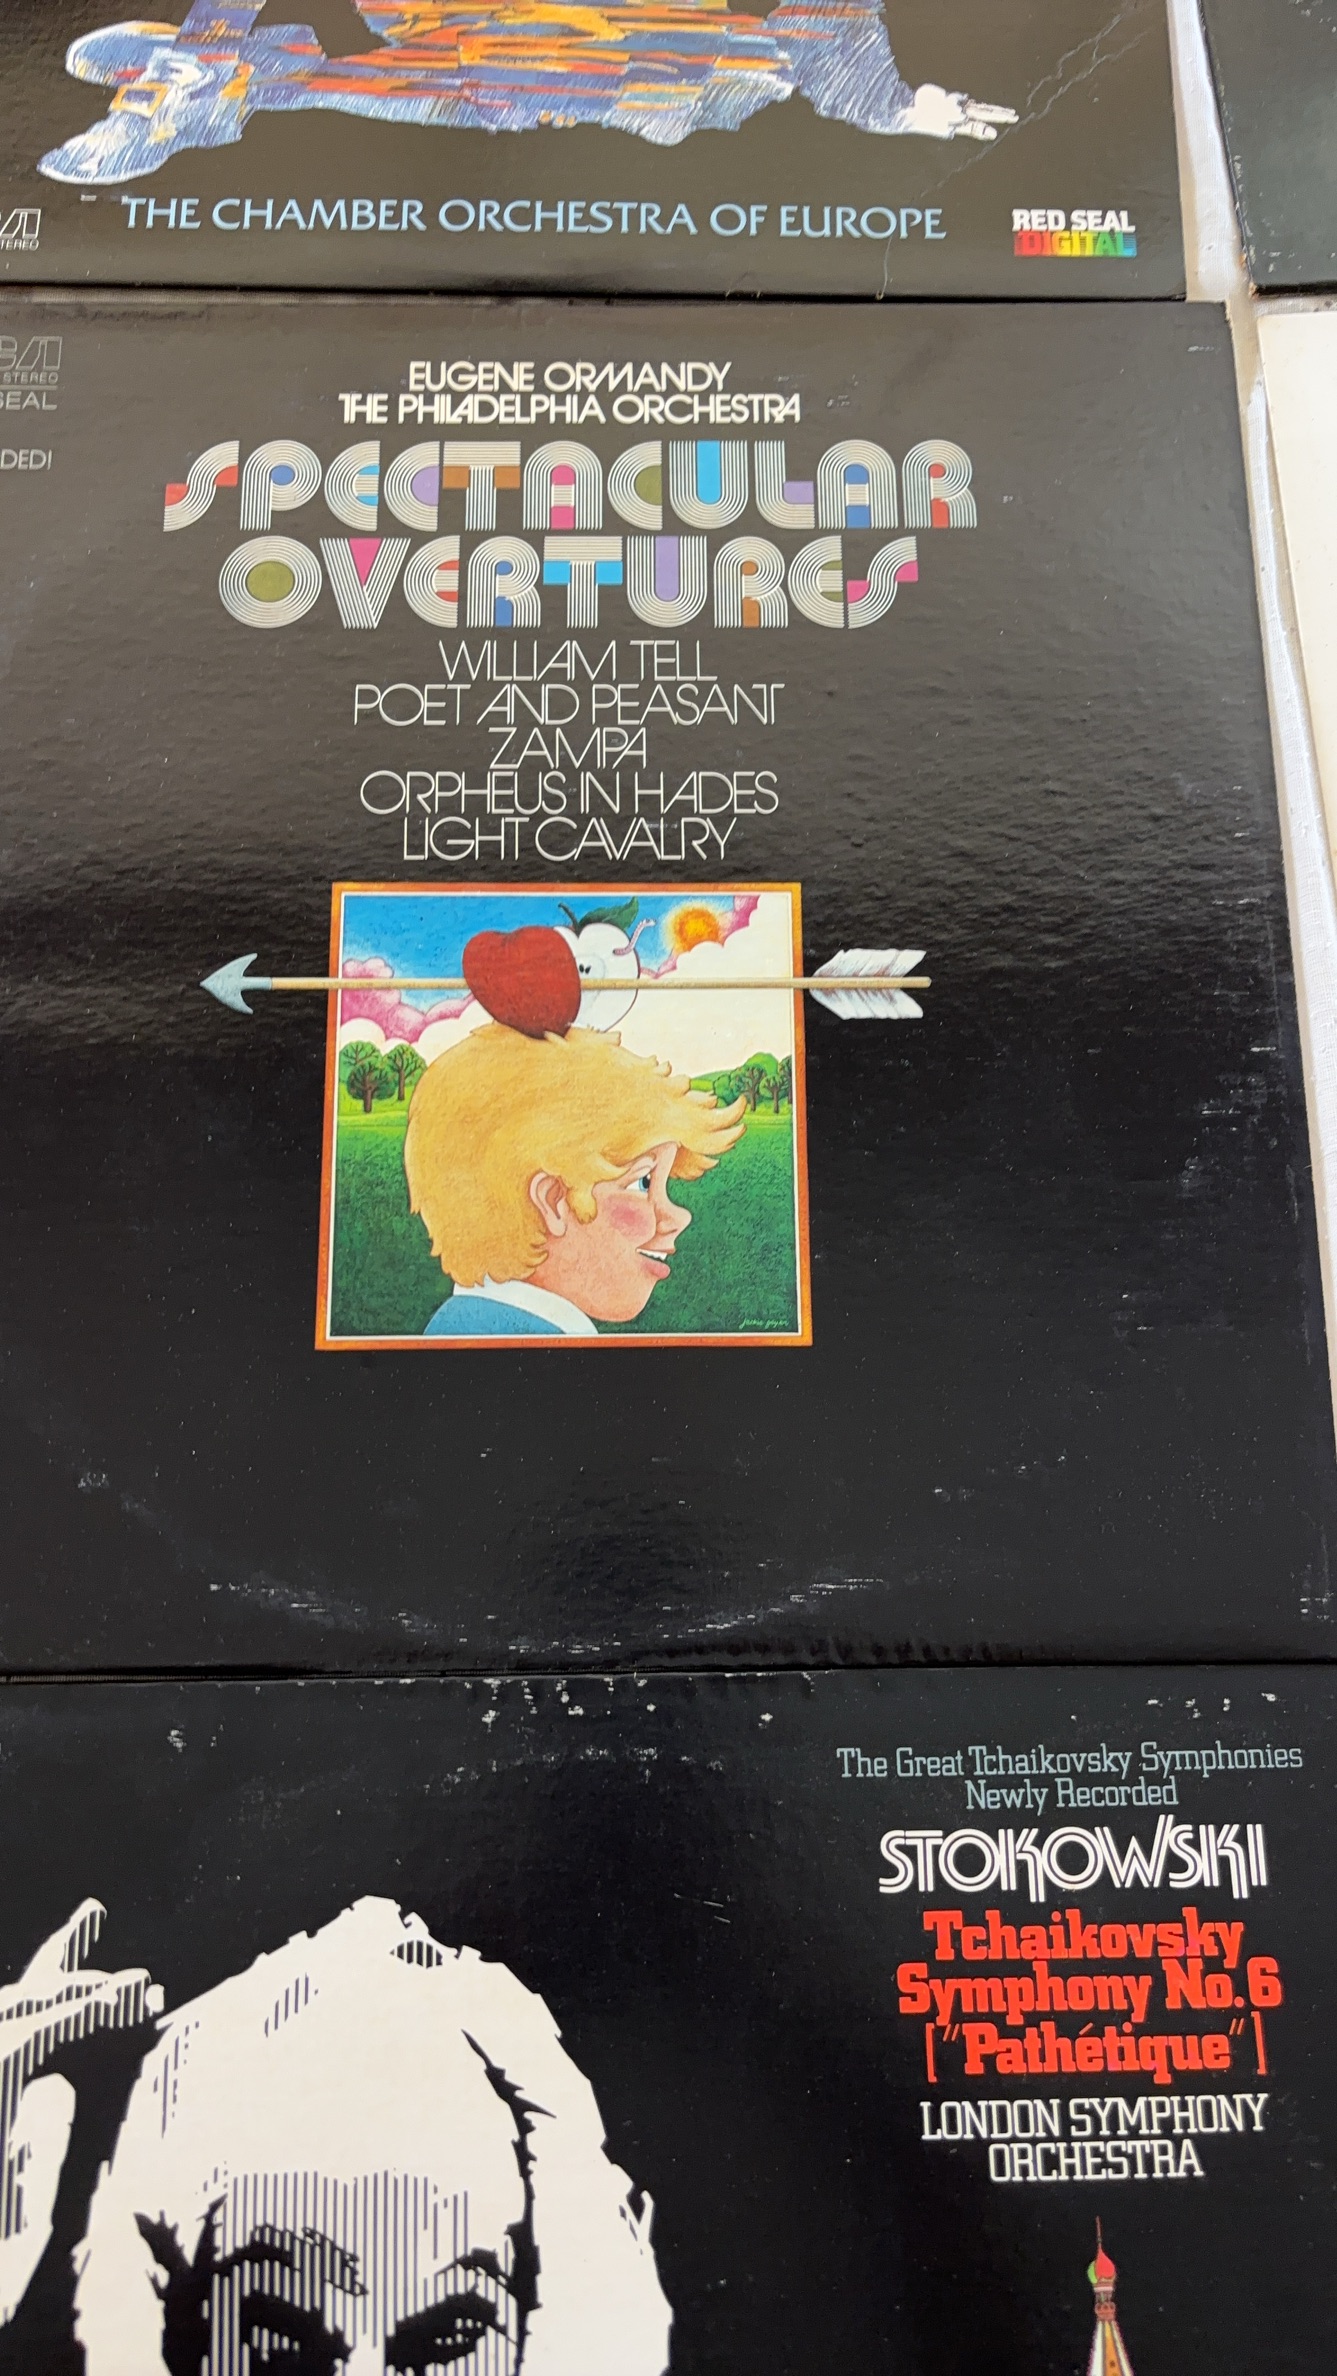 THE CHAMBER ORCHESTRA OF EUROPE
RED SEAL
DIGITAL
STEREO
SEAL
DED!
EUGENE ORMANDY
THE PHILADELPHIA ORCHESTRA
SPECTACULAR
OVERTURES
WILLIAM TELL
POET AND PEASANT
ZAMPA
ORPHEUS IN HADES
LIGHT CAVALRY
The Great Tchaikovsky Symphonies
Newly Recorded
STOKOWSKI
Tchaikovsky
Symphony No.6
["Pathétique"]
LONDON SYMPHONY
ORCHESTRA